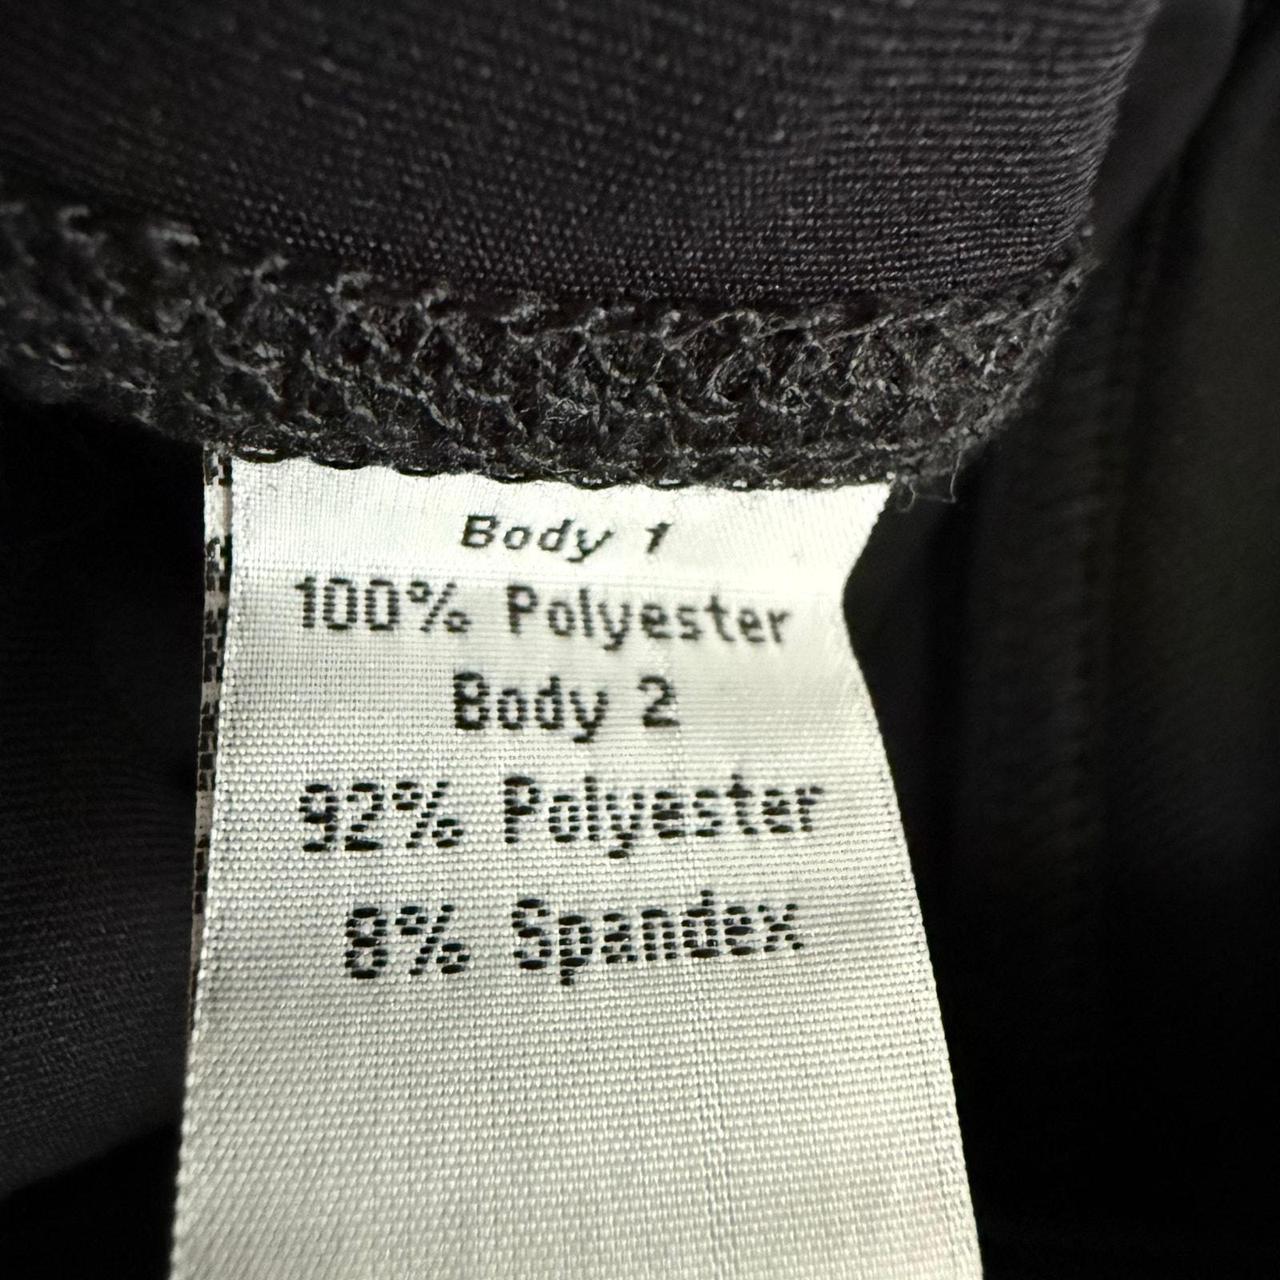 Body 1
100% Polyester
Body 2
92% Polyester
8% Spandex